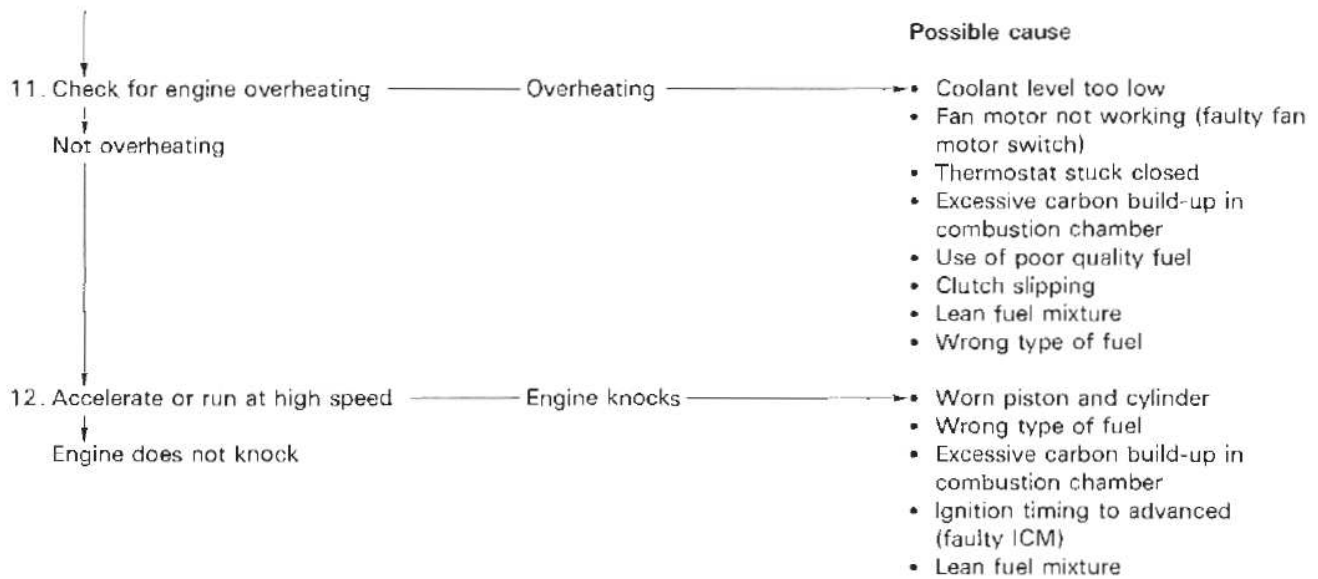 Possible cause
11. Check for engine overheating
Overheating
• Coolant level too low
• Fan motor not working (faulty fan
motor switch)
• Thermostat stuck closed
• Excessive carbon build-up in
combustion chamber
• Use of poor quality fuel
• Clutch slipping
• Lean fuel mixture
• Wrong type of fuel
Not overheating
12. Accelerate or run at high speed
Engine knocks
• Worn piston and cylinder
• Wrong type of fuel
• Excessive carbon build-up in
combustion chamber
• Ignition timing to advanced
(faulty ICM)
• Lean fuel mixture
Engine does not knock